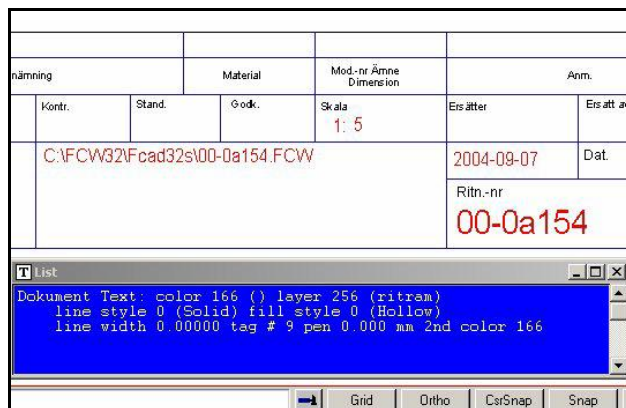 nämning Material Mod.-nr Ämne Anm.
Dimension
Kontr. Stand. Godk. Skala Ersätter Ersatt
1: 5
C:\FCW32\Fcad32s\00-0a154.FCW 2004-09-07 Dat.
Ritn.-nr
00-0a154
T List
Dokument Text: color 166 () layer 256 (ritram)
line style 0 (Solid) fill style 0 (Hollow)
line width 0.00000 tag # 9 pen 0.000 mm 2nd color 166
Grid Ortho CsrSnap Snap